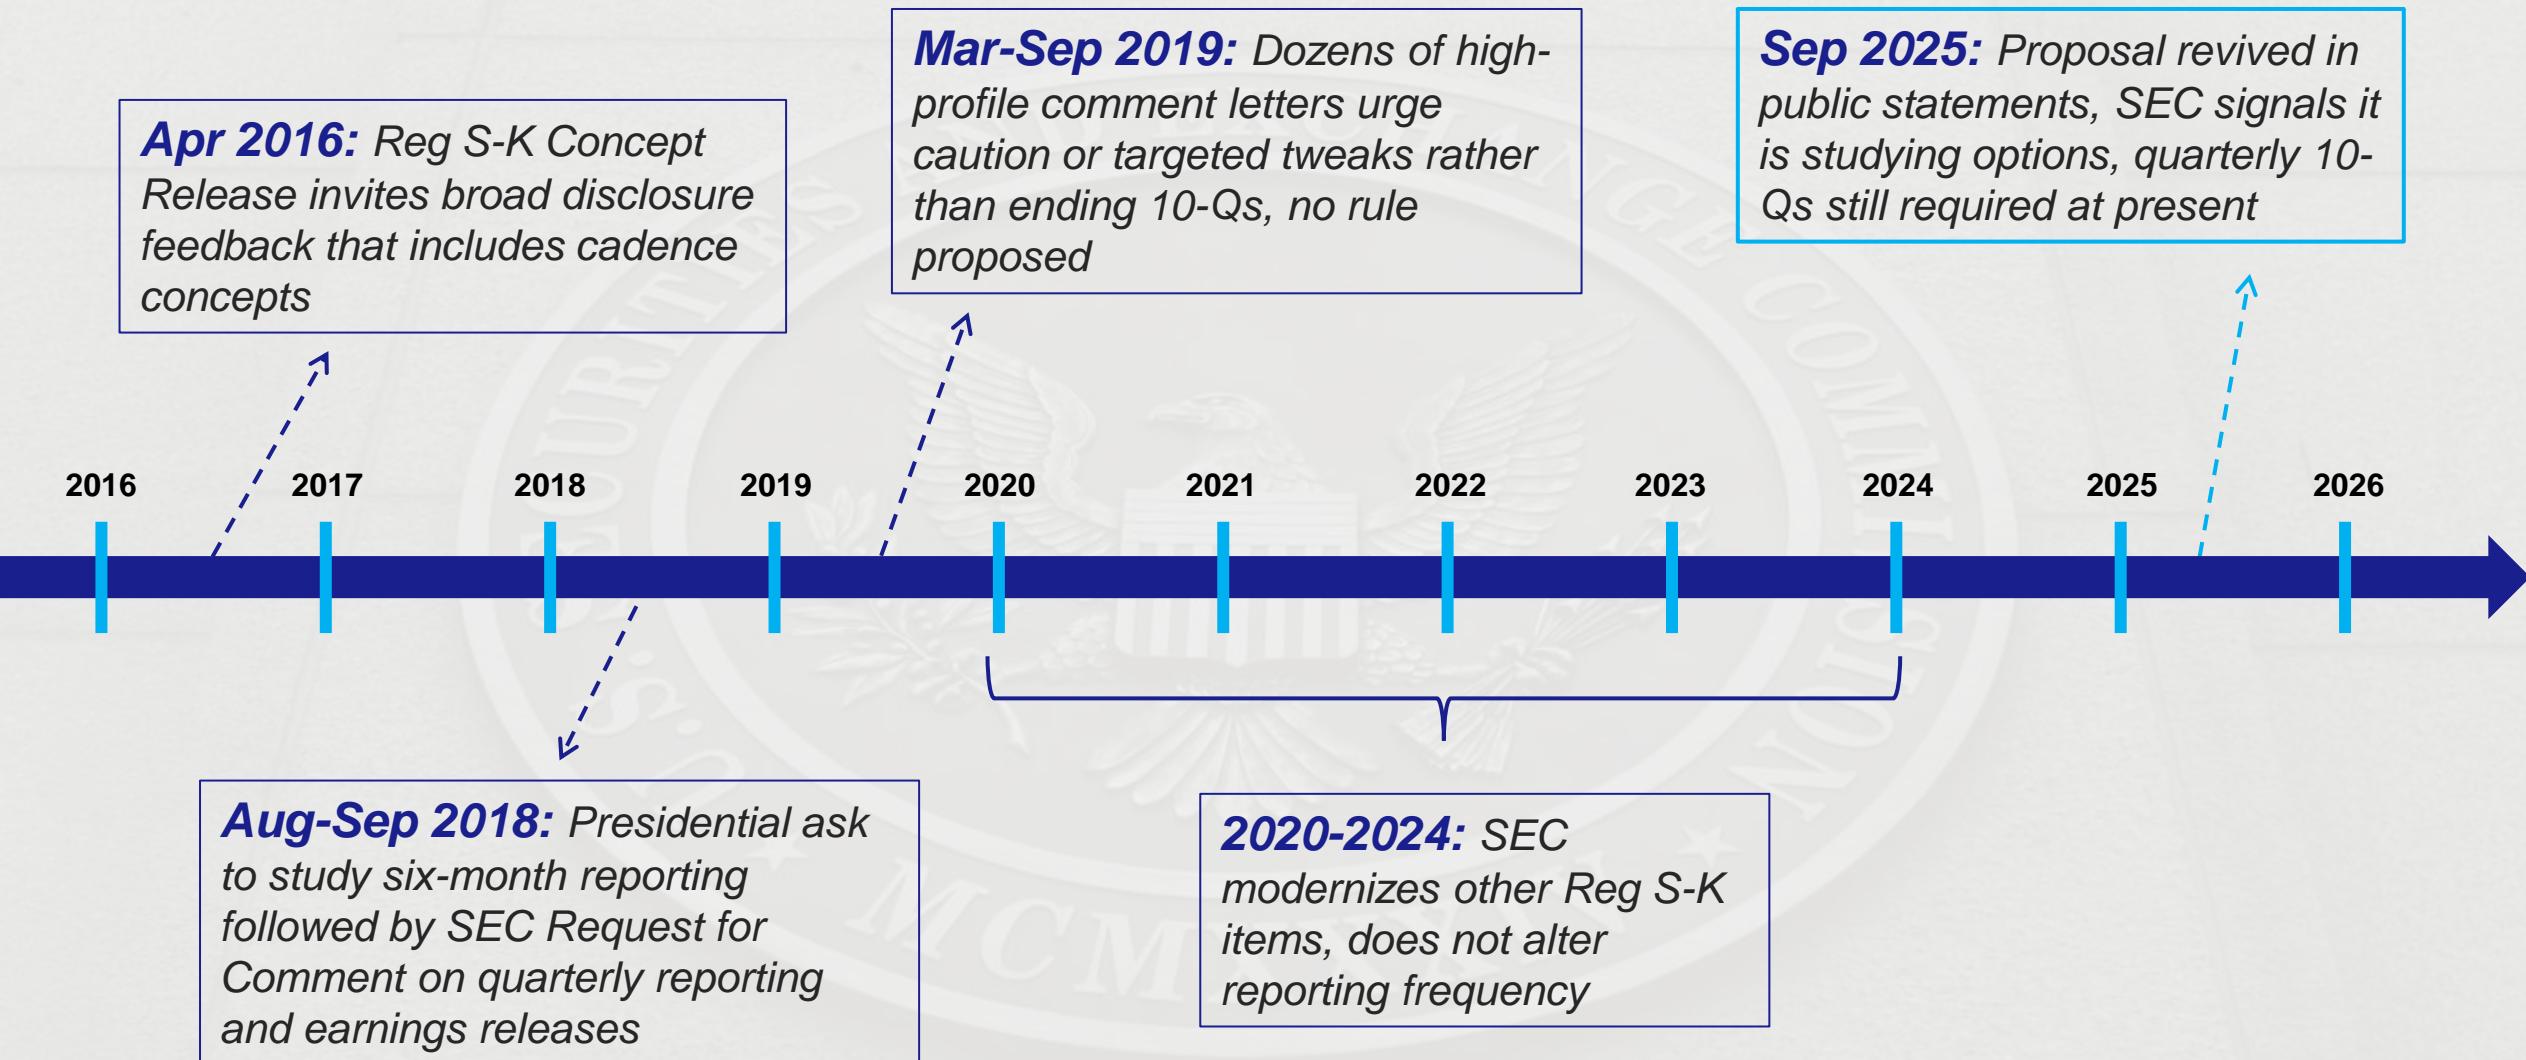 Mar-Sep 2019: Dozens of high-
profile comment letters urge
caution or targeted tweaks rather
than ending 10-Qs, no rule
proposed
Sep 2025: Proposal revived in
public statements, SEC signals it
is studying options, quarterly 10-
Qs still required at present
Apr 2016: Reg S-K Concept
Release invites broad disclosure
feedback that includes cadence
concepts
2016 2017 2018 2019 2020 2021 2022 2023 2024 2025 2026
Aug-Sep 2018: Presidential ask
to study six-month reporting
followed by SEC Request for
Comment on quarterly reporting
and earnings releases
2020-2024: SEC
modernizes other Reg S-K
items, does not alter
reporting frequency
U.S. SECURITIES AND EXCHANGE COMMISSION
MCMXXXIV